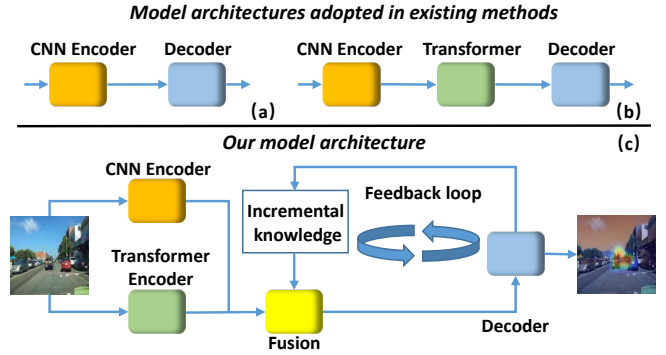 Model architectures adopted in existing methods
CNN Encoder Decoder CNN Encoder Transformer Decoder
(a) (b)
Our model architecture (c)
CNN Encoder
Feedback loop
Incremental
knowledge
Transformer
Encoder
Decoder
Fusion